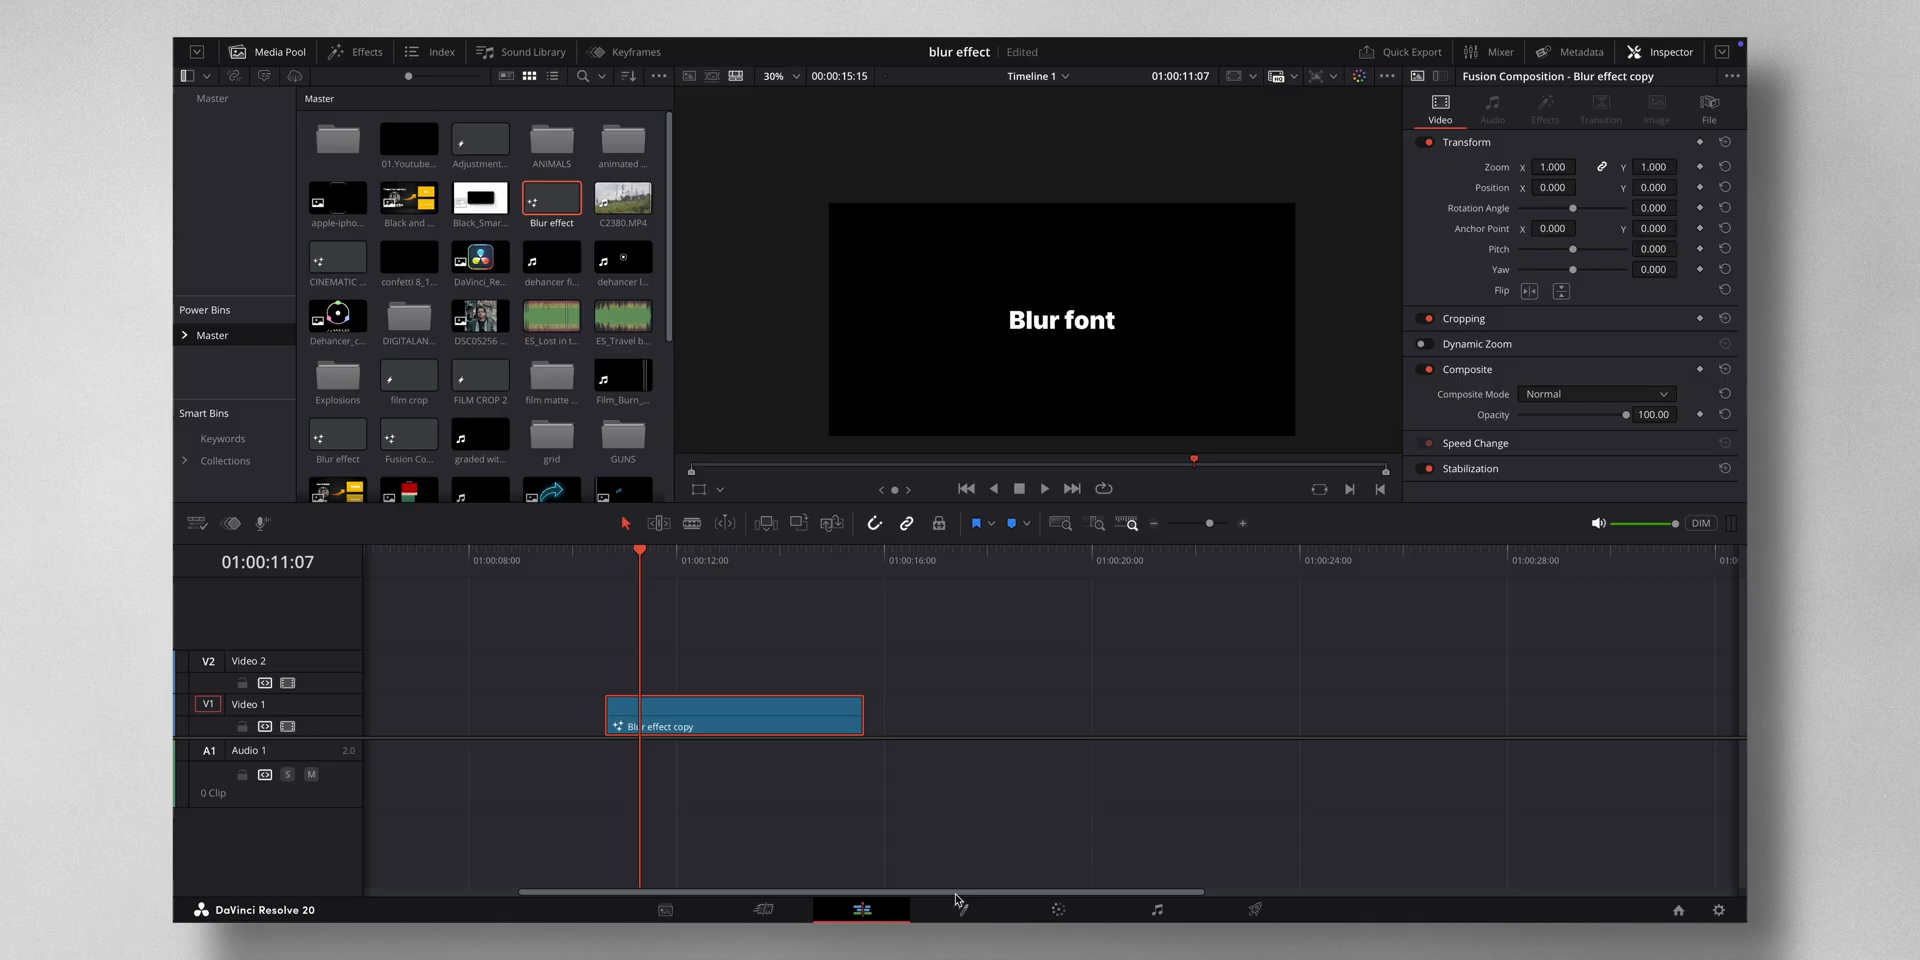 Media Pool Effects Index Sound Library Keyframes blur effect Edited Quick Export Mixer Metadata Inspector
30% 00:00:15:15 Timeline 1 01:00:11:07 Fusion Composition - Blur effect copy
Master Master
Video Audio Effects Transition Image File
Transform
01.Youtube... Adjustment... ANIMALS animated ...
Zoom X 1.000 Y 1.000
Position X 0.000 Y 0.000
Rotation Angle 0.000
apple-ipho... Black and ... Black_Smar... Blur effect C2380.MP4
Anchor Point X 0.000 Y 0.000
Pitch 0.000
Yaw 0.000
CINEMATIC ... confetti 8_1... DaVinci_Re... dehancer fi... dehancer l...
Flip
Power Bins
Master
Cropping
Blur font
Dehancer_c... DIGITALAN... DSC05256 ... ES_Lost in t... ES_Travel b...
Dynamic Zoom
Composite
Composite Mode Normal
Explosions film crop FILM CROP 2 film matte ... Film_Burn_...
Smart Bins
Opacity 100.00
Keywords
Collections
Speed Change
Blur effect Fusion Co... graded wit... grid GUNS
Stabilization
DIM
01:00:11:07
01:00:08:00 01:00:12:00 01:00:16:00 01:00:20:00 01:00:24:00 01:00:28:00 01:0
V2 Video 2
V1 Video 1
Blur effect copy
A1 Audio 1 2.0
S M
0 Clip
DaVinci Resolve 20